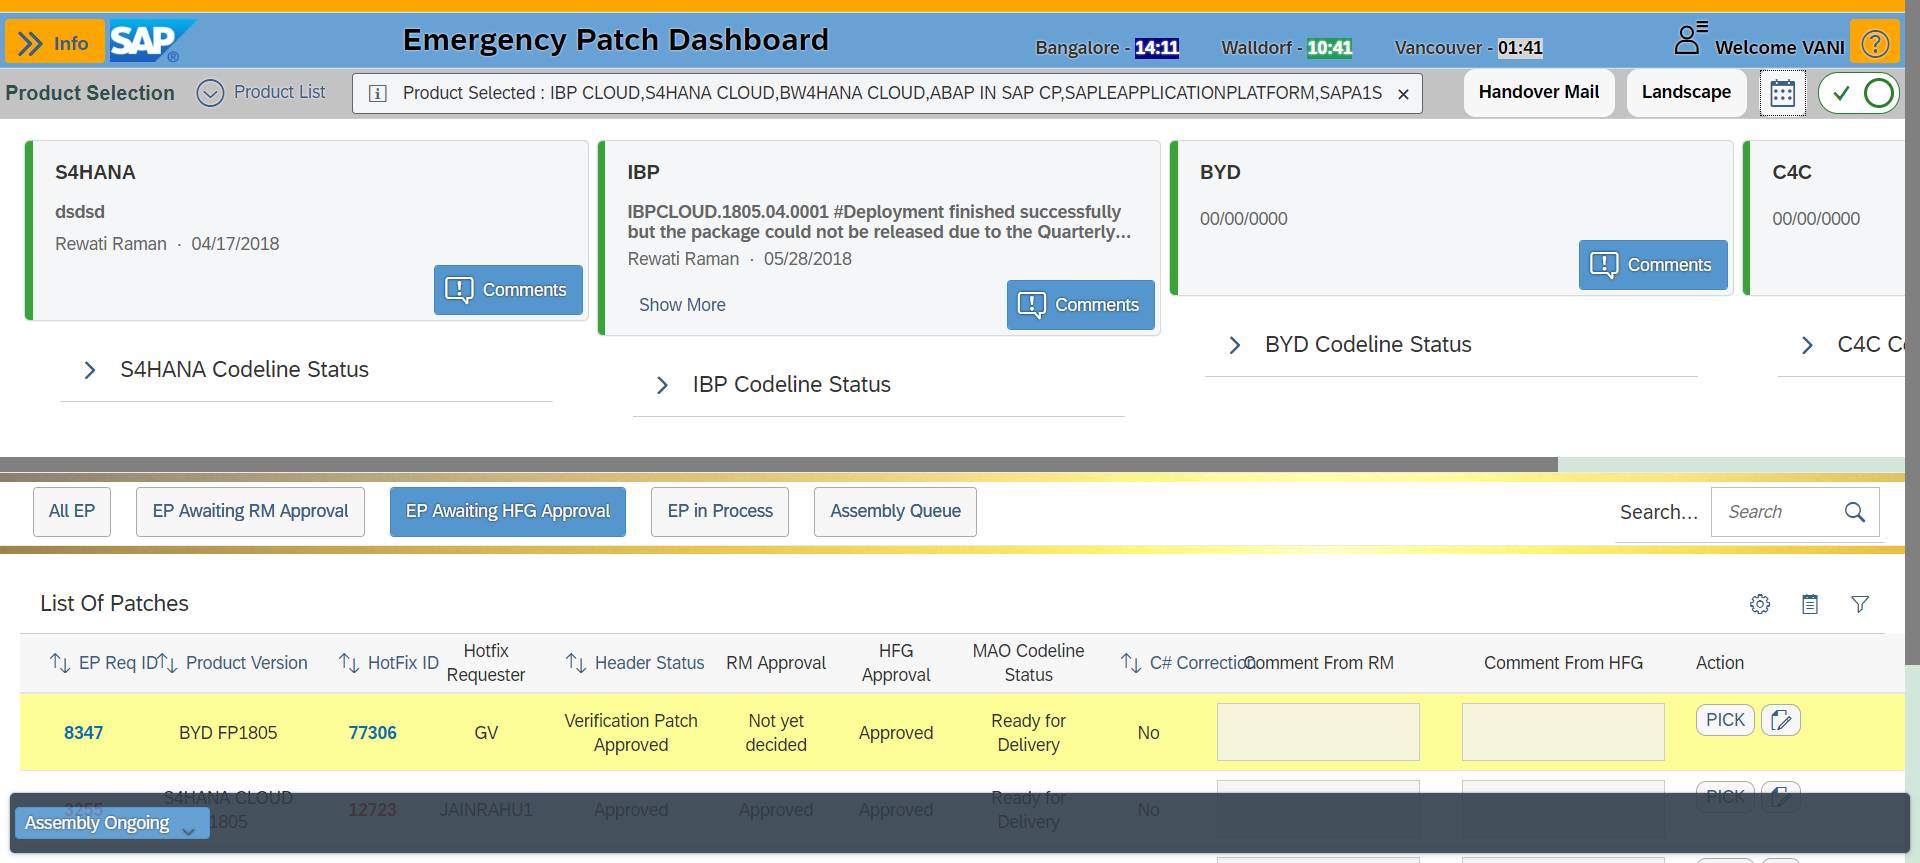 Info
SAP
Emergency Patch Dashboard
Bangalore - 14:11
Walldorf - 10:41
Vancouver - 01:41
Welcome VANI
Product Selection
Product List
Product Selected : IBP CLOUD,S4HANA CLOUD,BW4HANA CLOUD,ABAP IN SAP CP,SAPLEAPPLICATIONPLATFORM,SAPA1S
Handover Mail
Landscape
S4HANA
dsdsd
Rewati Raman · 04/17/2018
Comments
S4HANA Codeline Status
IBP
IBPCLOUD.1805.04.0001 #Deployment finished successfully
but the package could not be released due to the Quarterly...
Rewati Raman · 05/28/2018
Show More
Comments
IBP Codeline Status
BYD
00/00/0000
Comments
BYD Codeline Status
C4C
00/00/0000
C4C C
All EP
EP Awaiting RM Approval
EP Awaiting HFG Approval
EP in Process
Assembly Queue
Search...
Search
List Of Patches
EP Req ID
Product Version
HotFix ID
Hotfix
Requester
Header Status
RM Approval
HFG
Approval
MAO Codeline
Status
C# Correction
Comment From RM
Comment From HFG
Action
8347
BYD FP1805
77306
GV
Verification Patch
Approved
Not yet
decided
Approved
Ready for
Delivery
No
PICK
3255
S4HANA CLOUD
1805
12723
JAINRAHU1
Approved
Approved
Approved
Ready for
Delivery
No
PICK
Assembly Ongoing